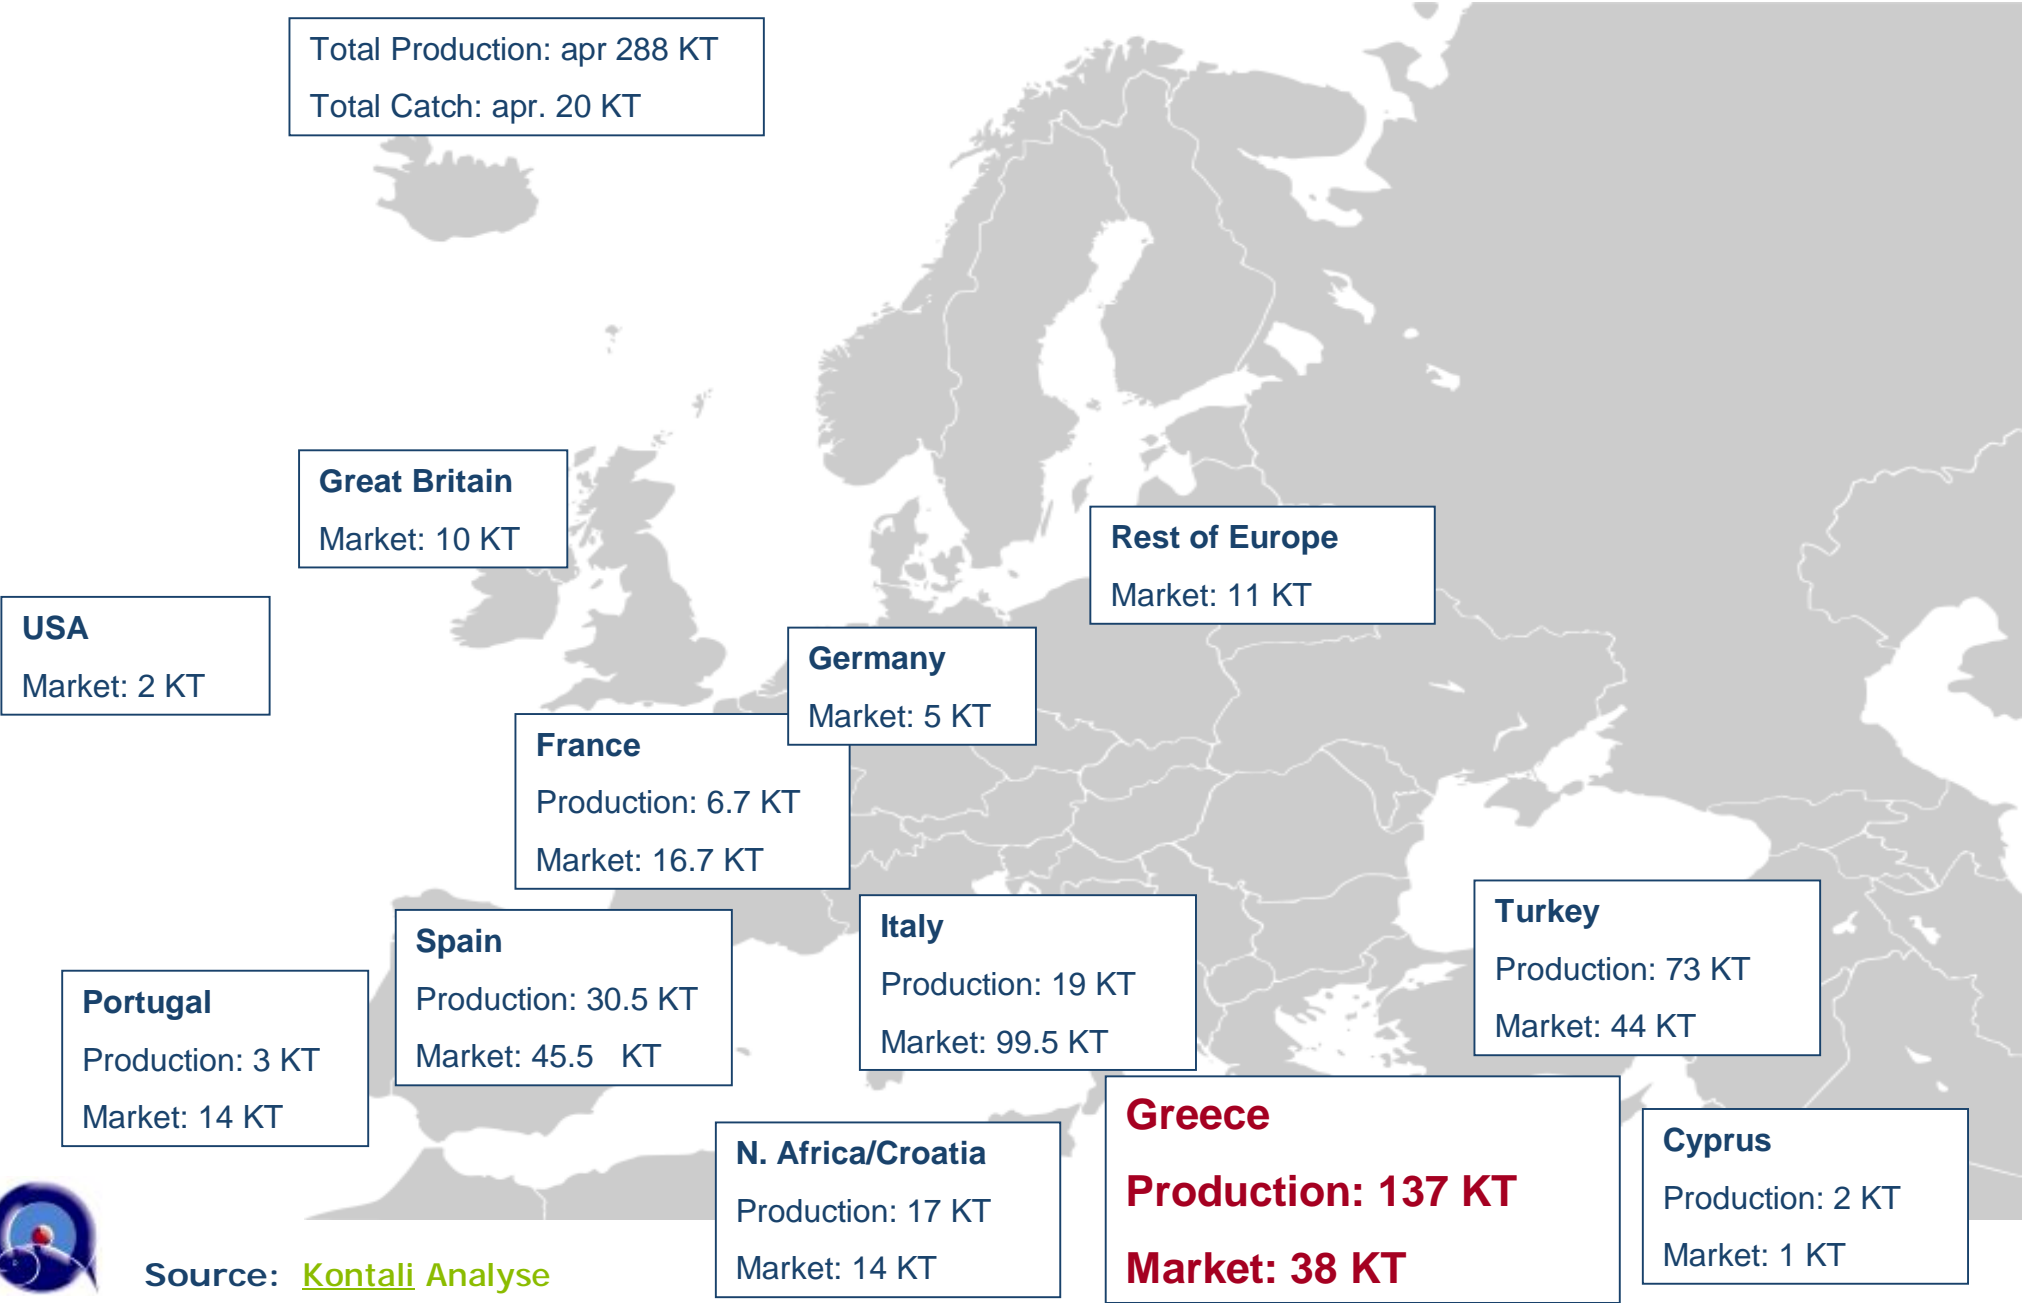 Total Production: apr 288 KT
Total Catch: apr. 20 KT
Great Britain
Market: 10 KT
Rest of Europe
Market: 11 KT
USA
Market: 2 KT
Germany
Market: 5 KT
France
Production: 6.7 KT
Market: 16.7 KT
Spain
Production: 30.5 KT
Market: 45.5 KT
Italy
Production: 19 KT
Market: 99.5 KT
Turkey
Production: 73 KT
Market: 44 KT
Portugal
Production: 3 KT
Market: 14 KT
N. Africa/Croatia
Production: 17 KT
Market: 14 KT
Greece
Production: 137 KT
Market: 38 KT
Cyprus
Production: 2 KT
Market: 1 KT
Source: Kontali Analyse